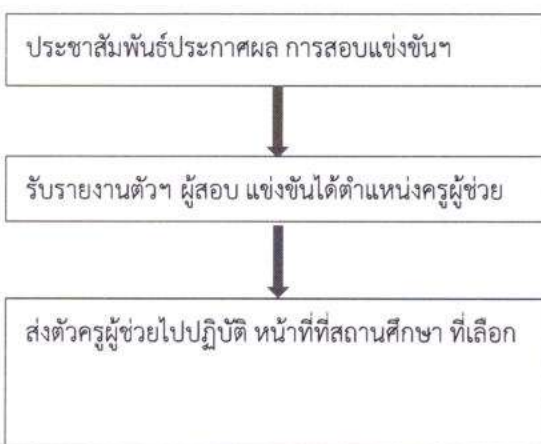 ประชาสัมพันธ์ประกาศผล การสอบแข่งขันฯ
รับรายงานตัวฯ ผู้สอบ แข่งขันได้ตำแหน่งครูผู้ช่วย
ส่งตัวครูผู้ช่วยไปปฏิบัติ หน้าที่ที่สถานศึกษา ที่เลือก